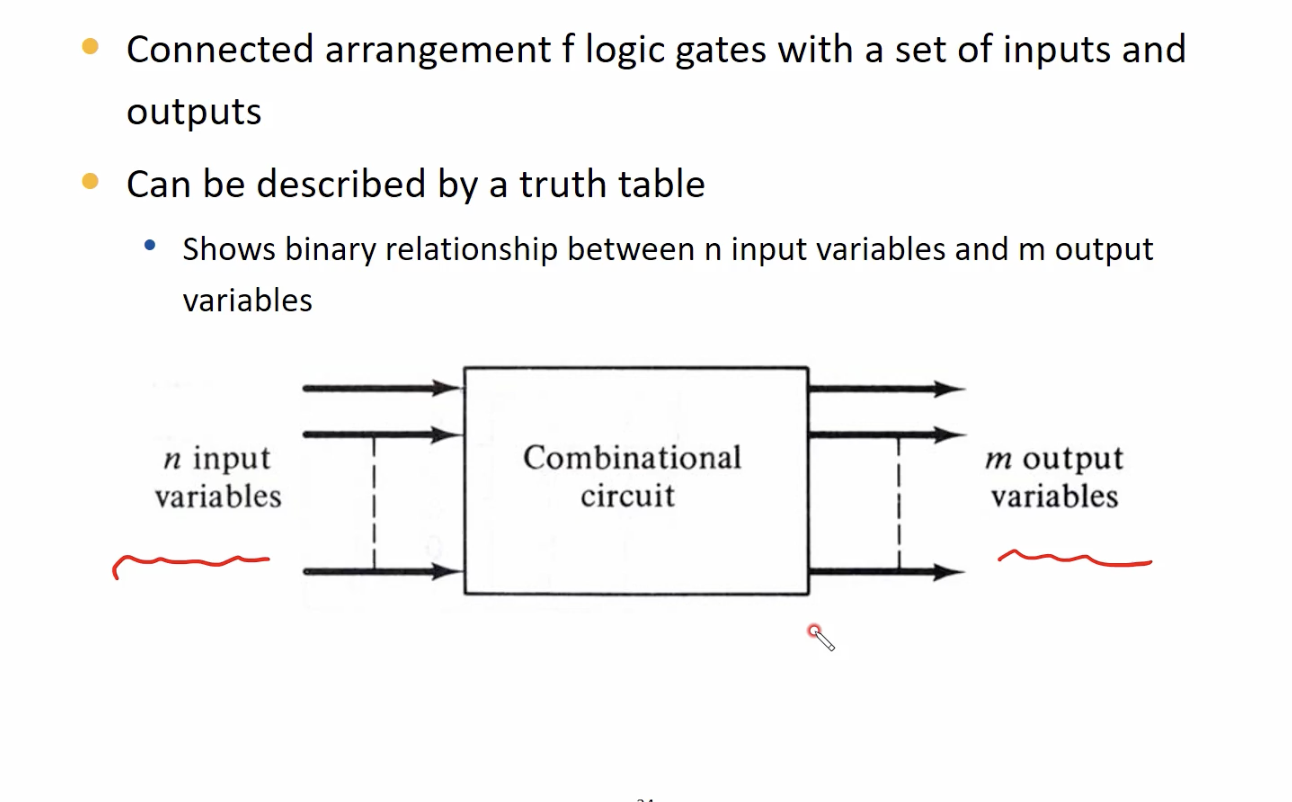 Connected arrangement f logic gates with a set of inputs and
outputs
Can be described by a truth table
Shows binary relationship between n input variables and m output
variables
n input
variables
Combinational
circuit
m output
variables